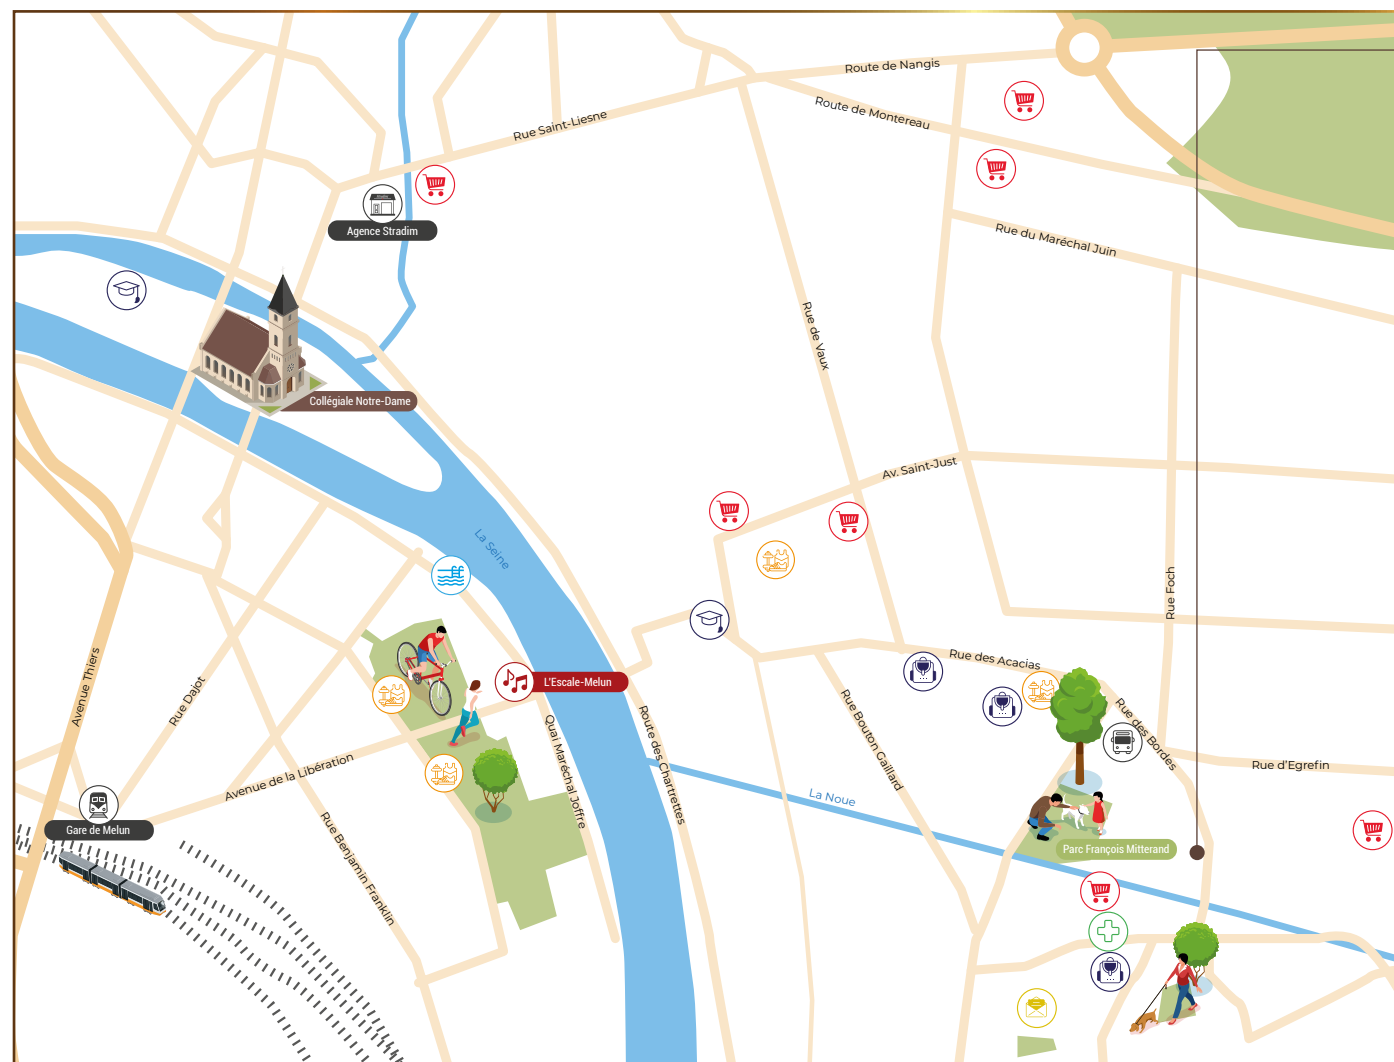 Route de Nangis
Route de Montereau
Rue Saint-Liesne
Agence Stradim
Rue du Maréchal Juin
Rue de Vaux
Collégiale Notre-Dame
Av. Saint-Just
La Seine
Rue Foch
Avenue Thiers
Rue Dajot
L'Escale-Melun
Rue des Acacias
Rue Bouton Gaillard
Rue des Bordes
Quai Maréchal Joffre
Route des Chartrettes
Rue d'Egrefin
Avenue de la Libération
La Noue
Gare de Melun
Rue Benjamin Franklin
Parc François Mitterand